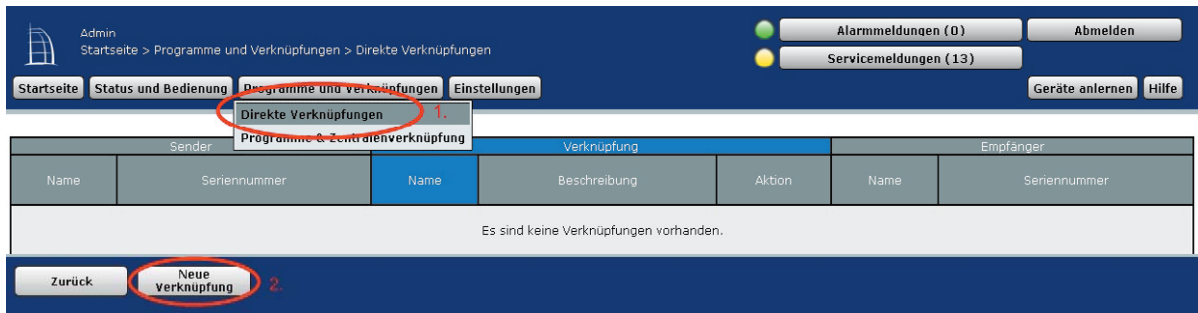 Admin
Startseite > Programme und Verknüpfungen > Direkte Verknüpfungen
Alarmmeldungen (0)
Abmelden
Servicemeldungen (13)
Startseite
Status und Bedienung
Programme und Verknüpfungen
Einstellungen
Geräte anlernen
Hilfe
Direkte Verknüpfungen
1.
Programme & Zentralenverknüpfung
Sender
Verknüpfung
Empfänger
Name
Seriennummer
Name
Beschreibung
Aktion
Name
Seriennummer
Es sind keine Verknüpfungen vorhanden.
Zurück
Neue
Verknüpfung
2.